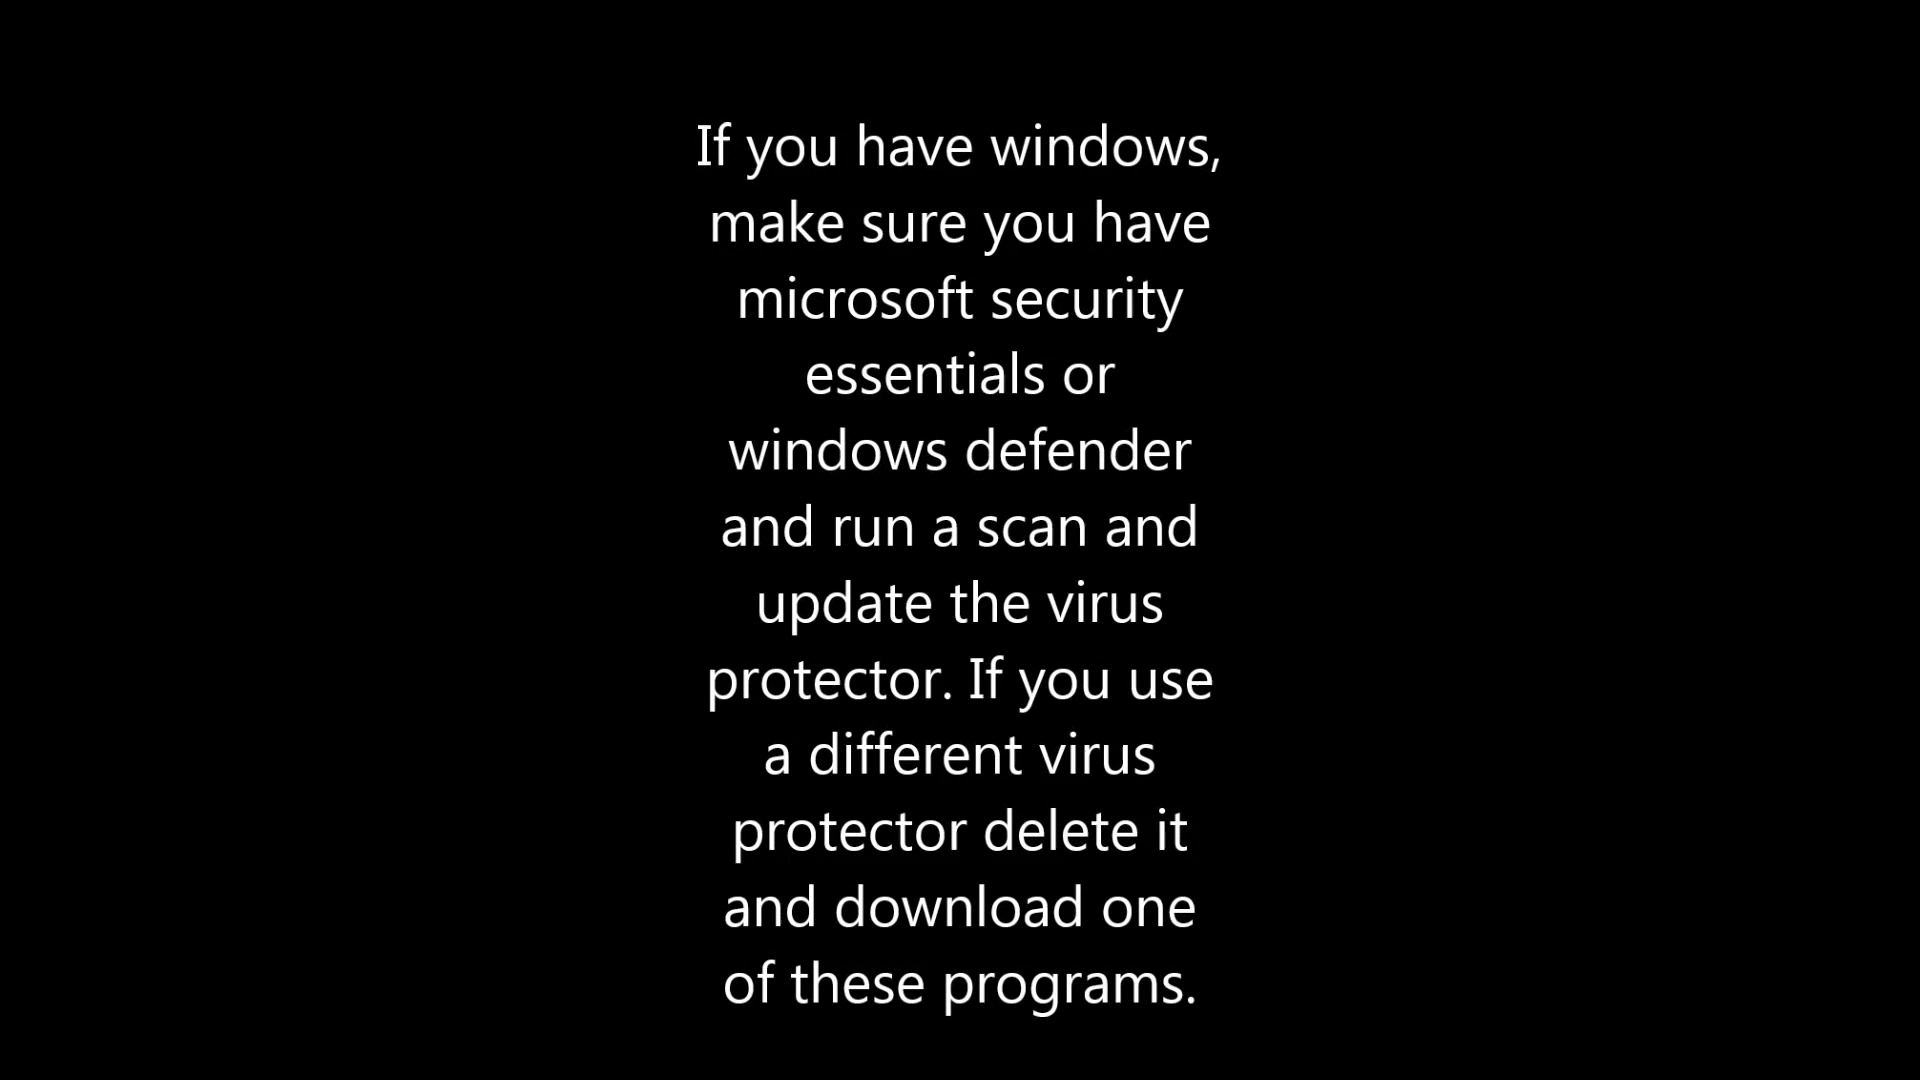 If you have windows,
make sure you have
microsoft security
essentials or
windows defender
and run a scan and
update the virus
protector. If you use
a different virus
protector delete it
and download one
of these programs.